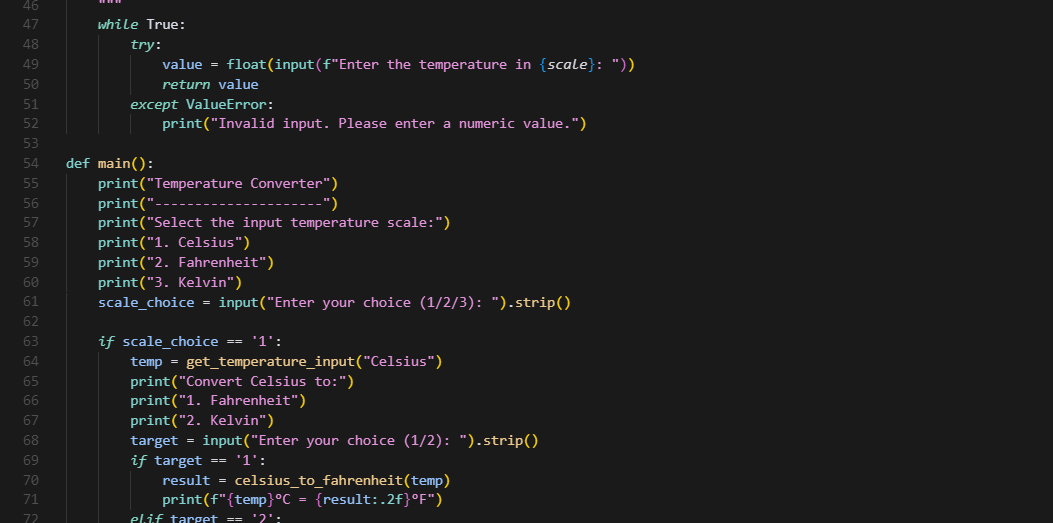 46 """
47 while True:
48 try:
49 value = float(input(f"Enter the temperature in {scale}: "))
50 return value
51 except ValueError:
52 print("Invalid input. Please enter a numeric value.")
53
54 def main():
55 print("Temperature Converter")
56 print("---------------------")
57 print("Select the input temperature scale:")
58 print("1. Celsius")
59 print("2. Fahrenheit")
60 print("3. Kelvin")
61 scale_choice = input("Enter your choice (1/2/3): ").strip()
62
63 if scale_choice == '1':
64 temp = get_temperature_input("Celsius")
65 print("Convert Celsius to:")
66 print("1. Fahrenheit")
67 print("2. Kelvin")
68 target = input("Enter your choice (1/2): ").strip()
69 if target == '1':
70 result = celsius_to_fahrenheit(temp)
71 print(f"{temp}°C = {result:.2f}°F")
72 elif target == '2':